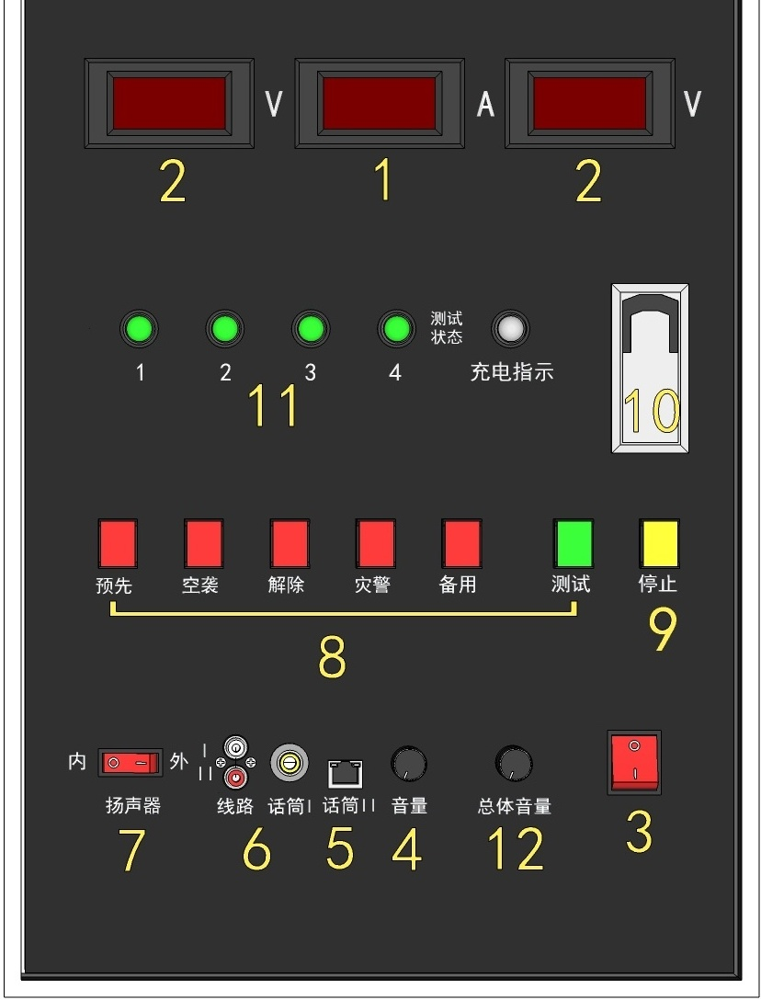 V A V
2 1 2
测试
状态
1 2 3 4 充电指示
11
10
预先 空袭 解除 灾警 备用 测试 停止
8
9
内 外 I
II
扬声器 线路 话筒I 话筒II 音量 总体音量
7 6 5 4 12 3